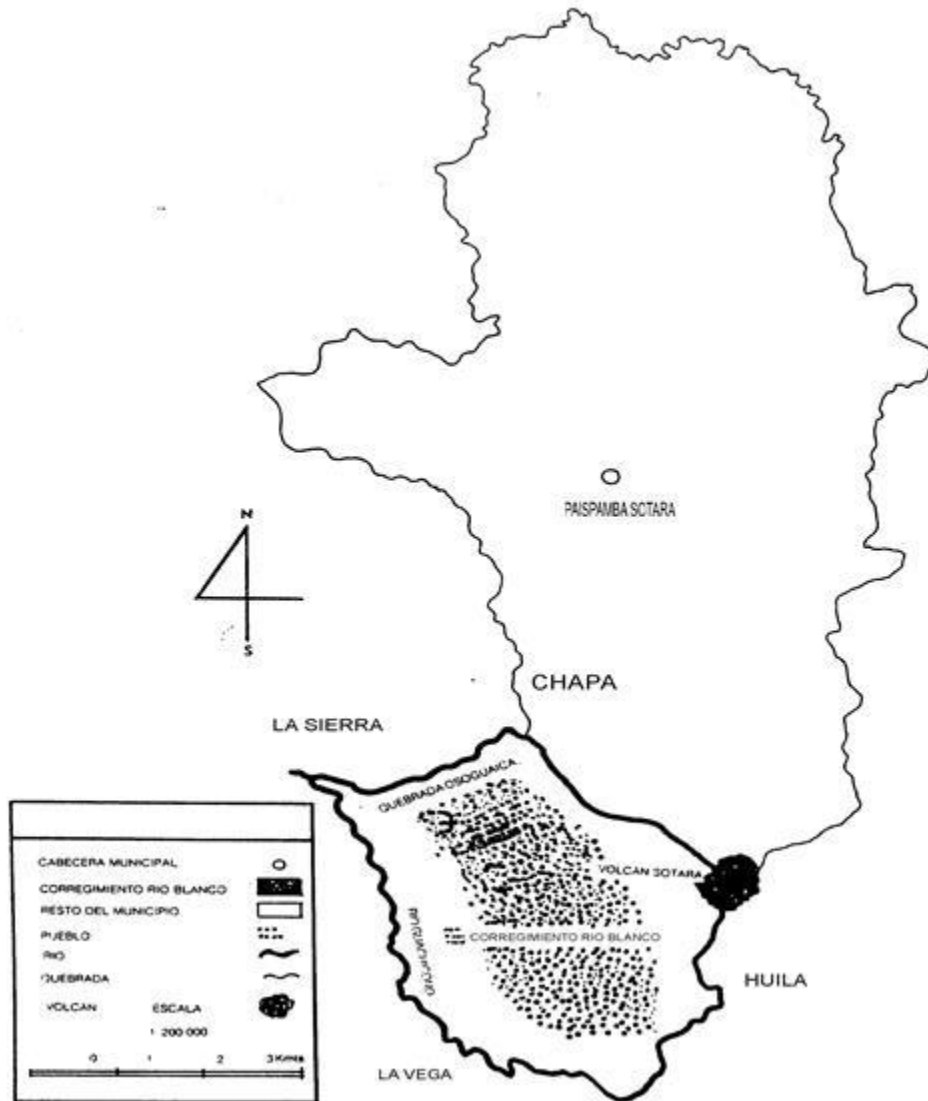 PAISPAMBA SOTARA
N
S
CHAPA
LA SIERRA
QUEBRADA OSOGUAICA
VOLCAN SOTARA
CORREGIMIENTO RIO BLANCO
HUILA
LA VEGA
CABECERA MUNICIPAL
CORREGIMIENTO RIO BLANCO
RESTO DEL MUNICIPIO
PUEBLO
RIO
QUEBRADA
VOLCAN
ESCALA
1 200 000
0 1 2 3 Kmts